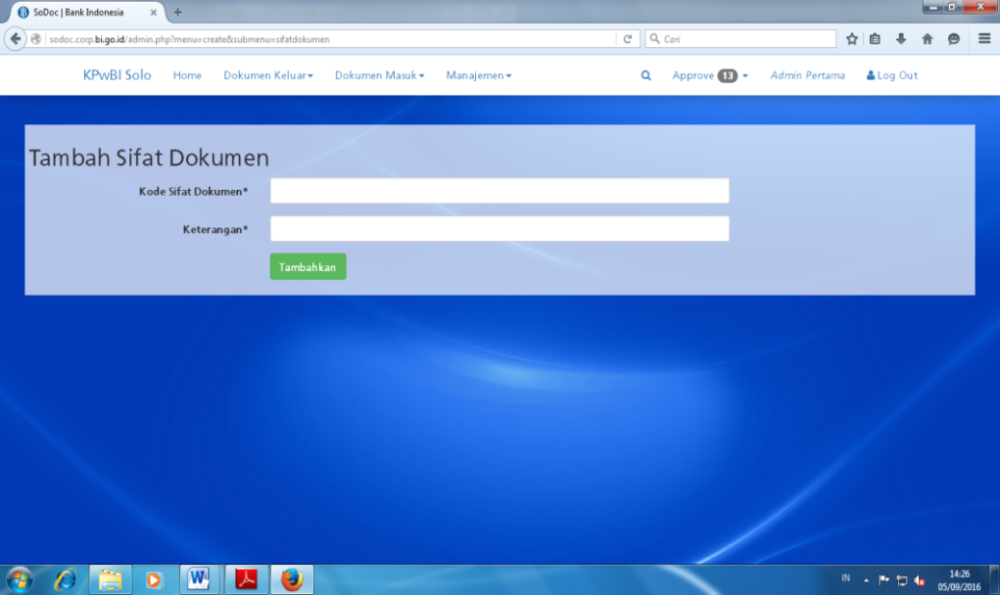 SoDoc | Bank Indonesia
sodoc.corp.bi.go.id/admin.php?menu=create&submenu=sifatdokumen
Cari
KPwBI Solo Home Dokumen Keluar Dokumen Masuk Manajemen Approve 13 Admin Pertama Log Out
Tambah Sifat Dokumen
Kode Sifat Dokumen*
Keterangan*
Tambahkan
IN
14:26
05/09/2016